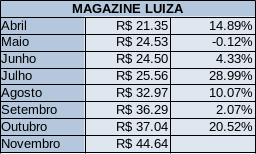 MAGAZINE LUIZA
Abril R$ 21.35 14.89%
Maio R$ 24.53 -0.12%
Junho R$ 24.50 4.33%
Julho R$ 25.56 28.99%
Agosto R$ 32.97 10.07%
Setembro R$ 36.29 2.07%
Outubro R$ 37.04 20.52%
Novembro R$ 44.64